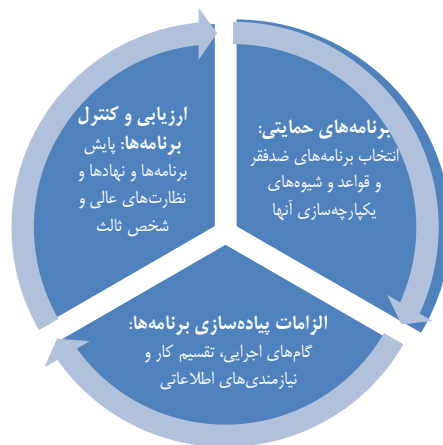 برنامه‌های حمایتی:
انتخاب برنامه‌های ضدفقر
و قواعد و شیوه‌های
یکپارچه‌سازی آنها
الزامات پیاده‌سازی برنامه‌ها:
گام‌های اجرایی، تقسیم کار و
نیازمندی‌های اطلاعاتی
ارزیابی و کنترل
برنامه‌ها: پایش
برنامه‌ها و نهادها و
نظارت‌های عالی و
شخص ثالث